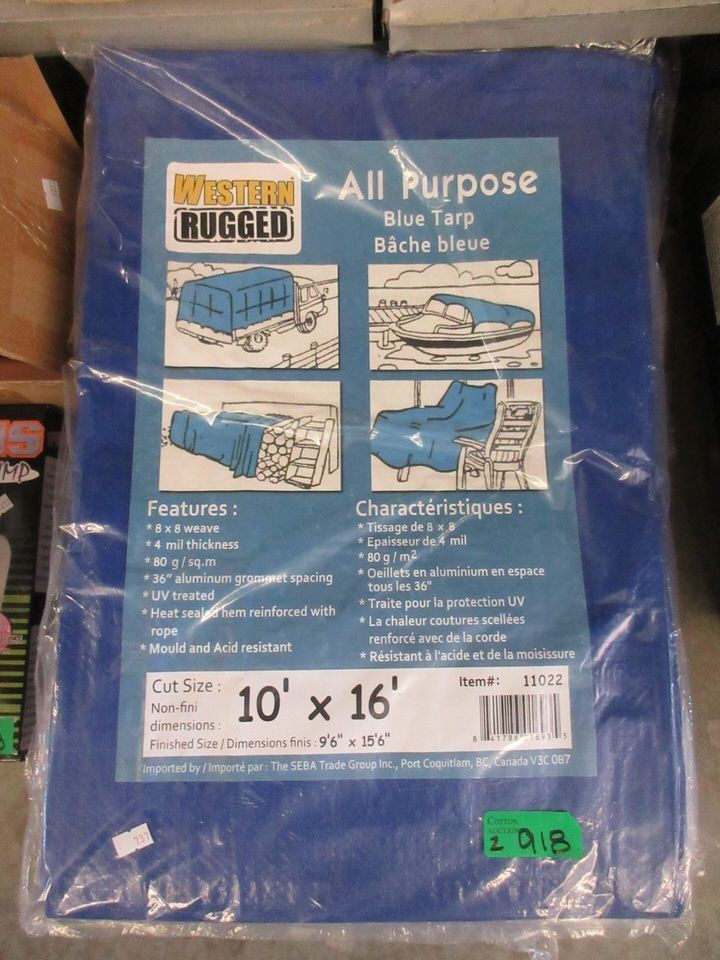 WESTERN
RUGGED
All Purpose
Blue Tarp
Bâche bleue
Features :
* 8 x 8 weave
* 4 mil thickness
* 80 g / sq.m
* 36" aluminum grommet spacing
* UV treated
* Heat sealed hem reinforced with
rope
* Mould and Acid resistant
Charactéristiques :
* Tissage de 8 x 8
* Epaisseur de 4 mil
* 80 g / m²
* Oeillets en aluminium en espace
tous les 36"
* Traite pour la protection UV
* La chaleur coutures scellées
renforcé avec de la corde
* Résistant à l'acide et de la moisissure
Cut Size :
Non-fini
dimensions :
10' x 16'
Finished Size / Dimensions finis : 9'6" x 15'6"
Item#: 11022
Imported by / Importé par : The SEBA Trade Group Inc., Port Coquitlam, BC, Canada V3C 0B7
737
COTTON
2 918
MP